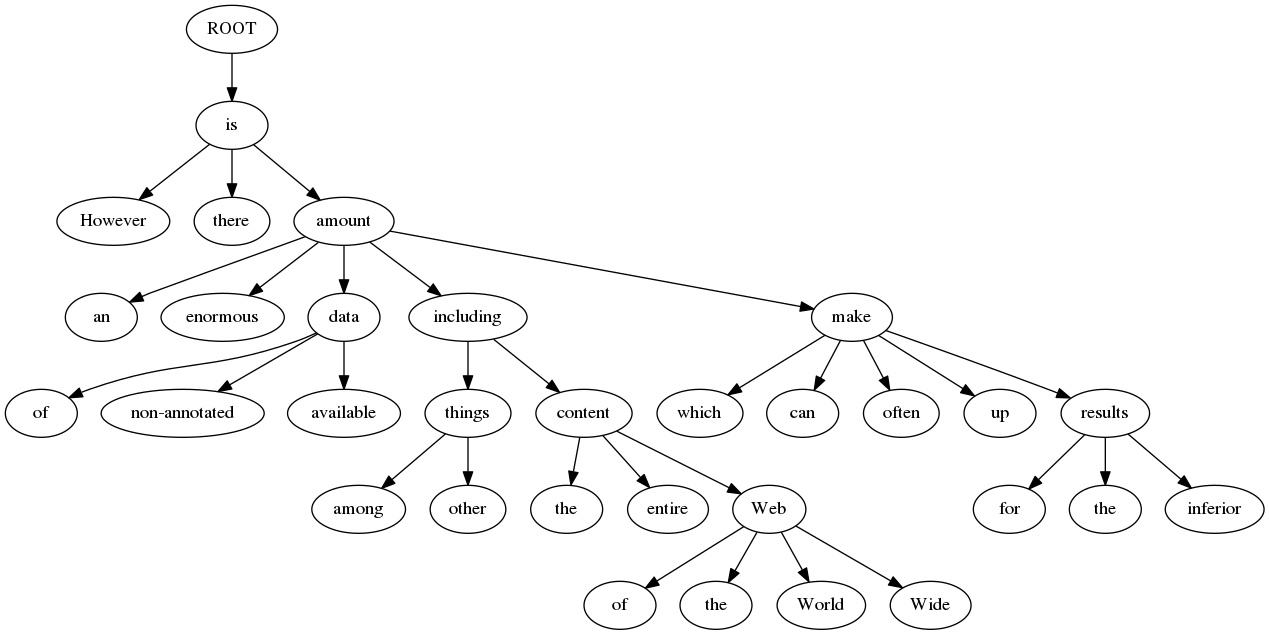 ROOT
is
However there amount
an enormous data including make
of non-annotated available things content which can often up results
among other the entire Web for the inferior
of the World Wide